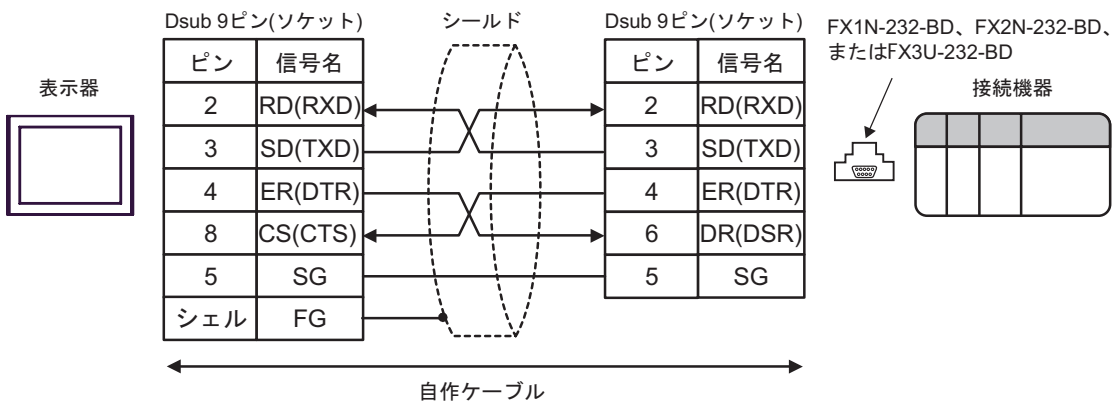 Dsub 9ピン(ソケット)
シールド
Dsub 9ピン(ソケット)
FX1N-232-BD、FX2N-232-BD、
またはFX3U-232-BD
表示器
接続機器
ピン 信号名
2 RD(RXD)
3 SD(TXD)
4 ER(DTR)
8 CS(CTS)
5 SG
シェル FG
ピン 信号名
2 RD(RXD)
3 SD(TXD)
4 ER(DTR)
6 DR(DSR)
5 SG
自作ケーブル